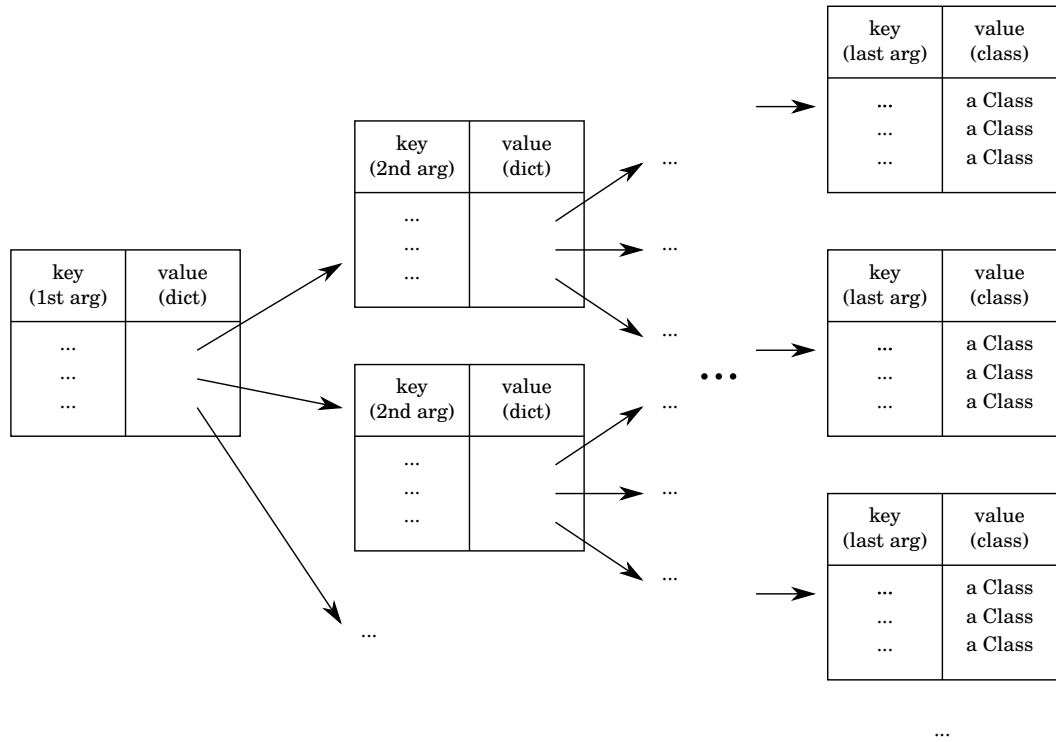 key value
(1st arg) (dict)
...
...
...
key value
(2nd arg) (dict)
...
...
...
key value
(2nd arg) (dict)
...
...
...
...
...
...
...
...
...
...
...
key value
(last arg) (class)
... a Class
... a Class
... a Class
key value
(last arg) (class)
... a Class
... a Class
... a Class
key value
(last arg) (class)
... a Class
... a Class
... a Class
...